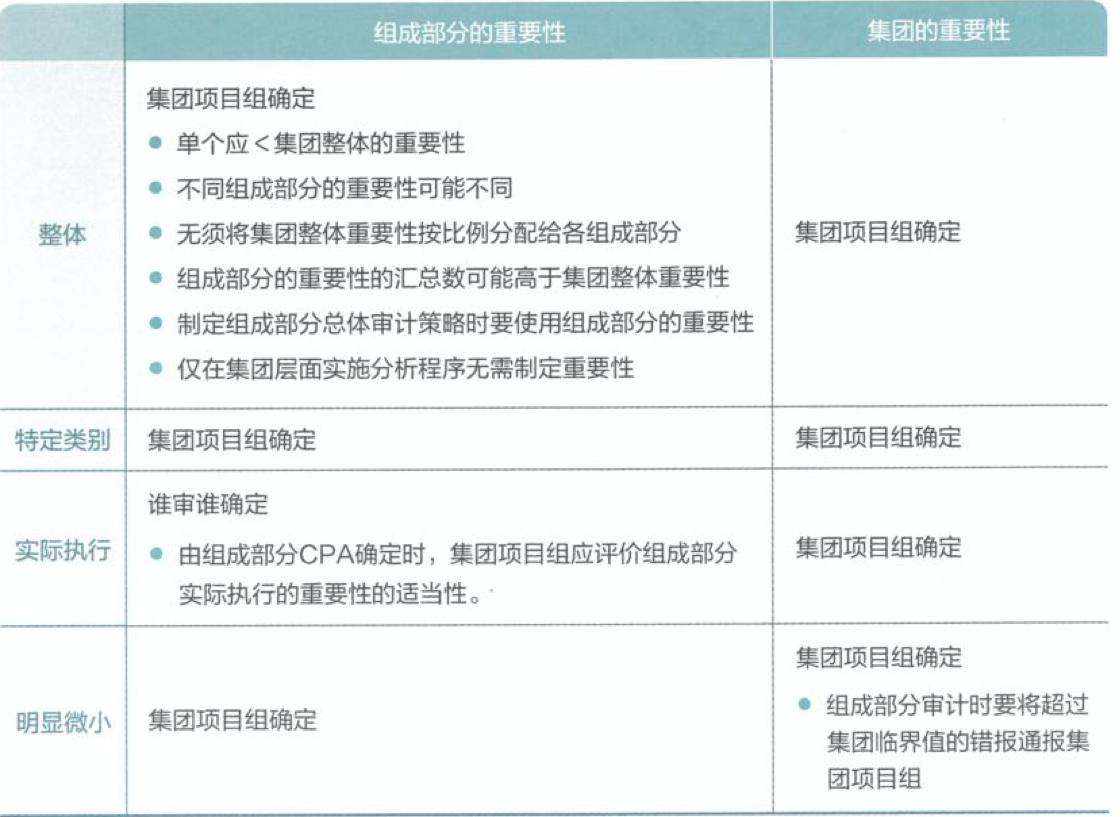 组成部分的重要性
集团的重要性
整体
集团项目组确定
● 单个应<集团整体的重要性
● 不同组成部分的重要性可能不同
● 无须将集团整体重要性按比例分配给各组成部分
● 组成部分的重要性的汇总数可能高于集团整体重要性
● 制定组成部分总体审计策略时要使用组成部分的重要性
● 仅在集团层面实施分析程序无需制定重要性
集团项目组确定
特定类别
集团项目组确定
集团项目组确定
实际执行
谁审谁确定
● 由组成部分CPA确定时，集团项目组应评价组成部分
实际执行的重要性的适当性。
集团项目组确定
明显微小
集团项目组确定
集团项目组确定
● 组成部分审计时要将超过
集团临界值的错报通报集
团项目组